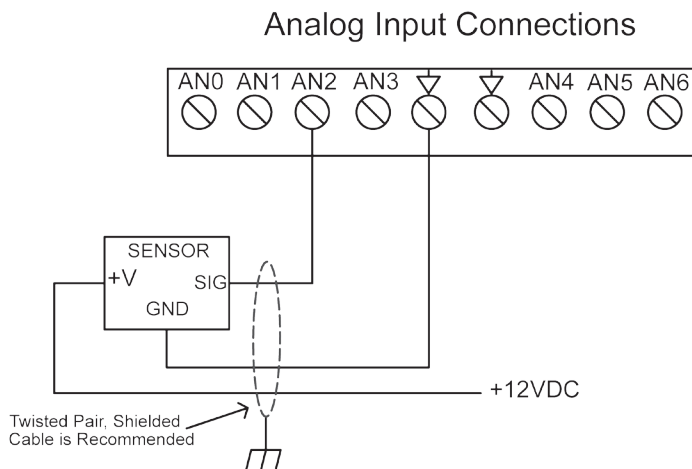 Analog Input Connections
AN0 AN1 AN2 AN3 AN4 AN5 AN6
SENSOR
+V
SIG
GND
+12VDC
Twisted Pair, Shielded
Cable is Recommended